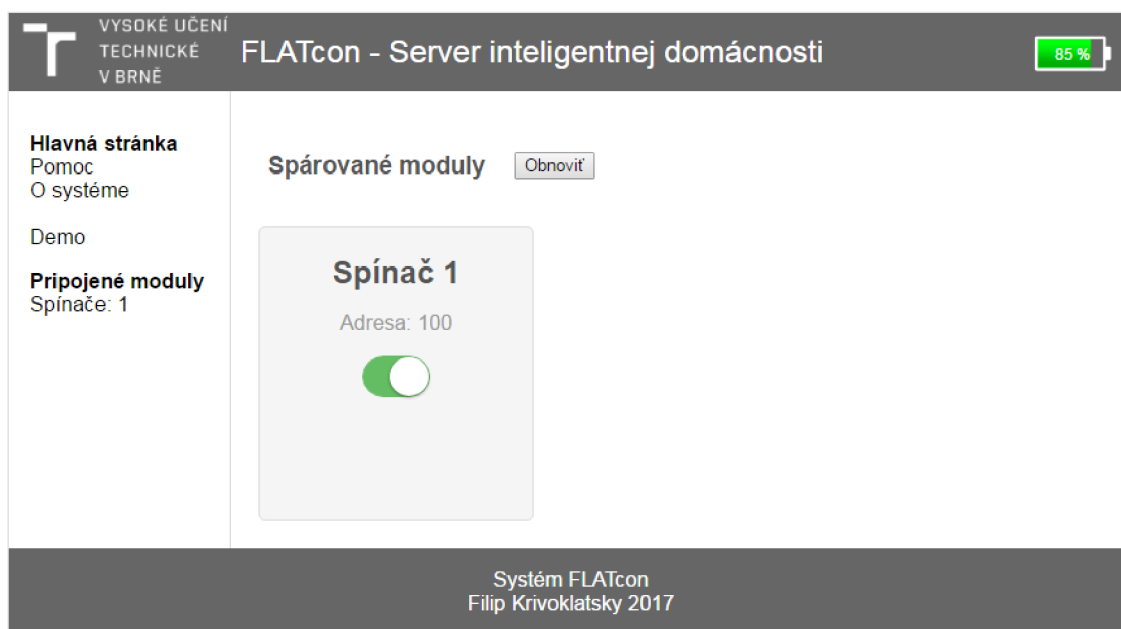 VYSOKÉ UČENÍ
TECHNICKÉ
V BRNĚ
FLATcon - Server inteligentnej domácnosti
85 %
Hlavná stránka
Pomoc
O systéme
Demo
Pripojené moduly
Spínače: 1
Spárované moduly
Obnoviť
Spínač 1
Adresa: 100
Systém FLATcon
Filip Krivoklatsky 2017